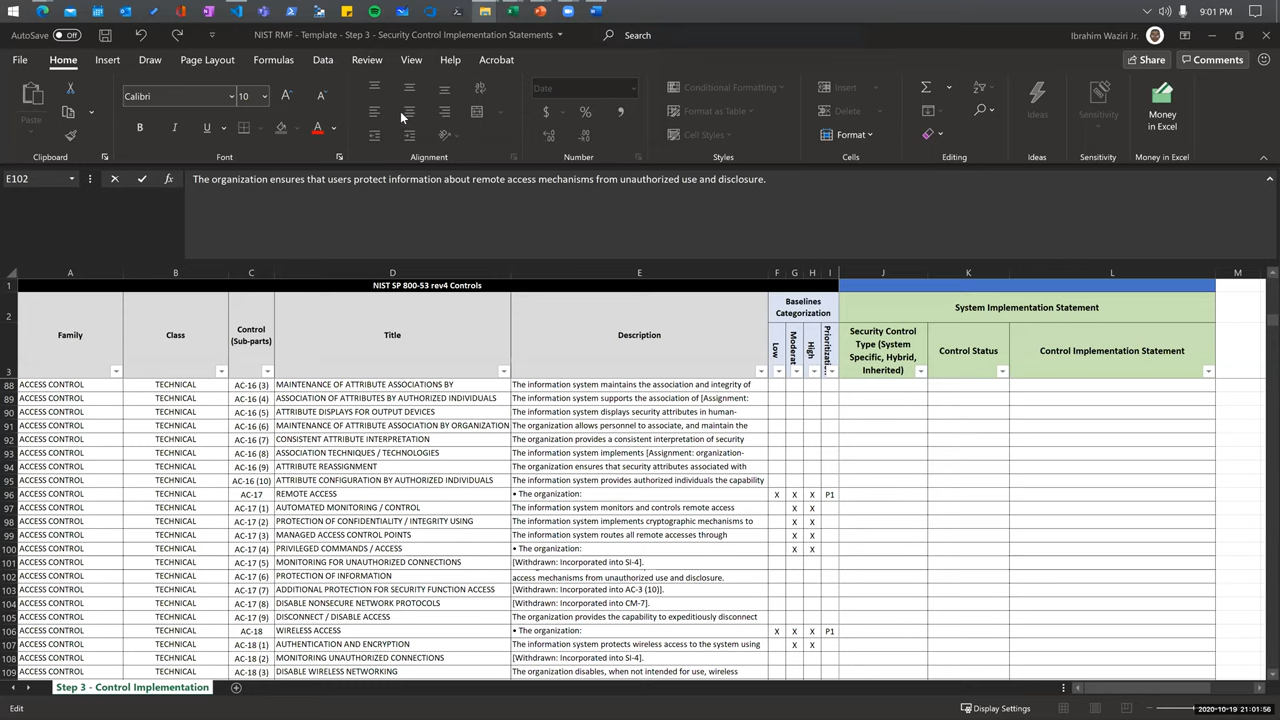 9:01 PM
AutoSave Off
NIST RMF - Template - Step 3 - Security Control Implementation Statements
Search
Ibrahim Waziri Jr.
File Home Insert Draw Page Layout Formulas Data Review View Help Acrobat
Share Comments
Calibri 10
Date
Conditional Formatting
Insert
Paste
Format as Table
Delete
Ideas Sensitivity Money in Excel
Cell Styles
Format
Clipboard Font Alignment Number Styles Cells Editing Ideas Sensitivity Money in Excel
E102 fx The organization ensures that users protect information about remote access mechanisms from unauthorized use and disclosure.
A B C D E F G H I J K L M
1 NIST SP 800-53 rev4 Controls
2 Baselines Categorization System Implementation Statement
3 Family Class Control (Sub-parts) Title Description Low Moderat High Prioritizati Security Control Type (System Specific, Hybrid, Inherited) Control Status Control Implementation Statement
88 ACCESS CONTROL TECHNICAL AC-16 (3) MAINTENANCE OF ATTRIBUTE ASSOCIATIONS BY The information system maintains the association and integrity of
89 ACCESS CONTROL TECHNICAL AC-16 (4) ASSOCIATION OF ATTRIBUTES BY AUTHORIZED INDIVIDUALS The information system supports the association of [Assignment:
90 ACCESS CONTROL TECHNICAL AC-16 (5) ATTRIBUTE DISPLAYS FOR OUTPUT DEVICES The information system displays security attributes in human-
91 ACCESS CONTROL TECHNICAL AC-16 (6) MAINTENANCE OF ATTRIBUTE ASSOCIATION BY ORGANIZATION The organization allows personnel to associate, and maintain the
92 ACCESS CONTROL TECHNICAL AC-16 (7) CONSISTENT ATTRIBUTE INTERPRETATION The organization provides a consistent interpretation of security
93 ACCESS CONTROL TECHNICAL AC-16 (8) ASSOCIATION TECHNIQUES / TECHNOLOGIES The information system implements [Assignment: organization-
94 ACCESS CONTROL TECHNICAL AC-16 (9) ATTRIBUTE REASSIGNMENT The organization ensures that security attributes associated with
95 ACCESS CONTROL TECHNICAL AC-16 (10) ATTRIBUTE CONFIGURATION BY AUTHORIZED INDIVIDUALS The information system provides authorized individuals the capability
96 ACCESS CONTROL TECHNICAL AC-17 REMOTE ACCESS • The organization: X X X P1
97 ACCESS CONTROL TECHNICAL AC-17 (1) AUTOMATED MONITORING / CONTROL The information system monitors and controls remote access X X
98 ACCESS CONTROL TECHNICAL AC-17 (2) PROTECTION OF CONFIDENTIALITY / INTEGRITY USING The information system implements cryptographic mechanisms to X X
99 ACCESS CONTROL TECHNICAL AC-17 (3) MANAGED ACCESS CONTROL POINTS The information system routes all remote accesses through X X
100 ACCESS CONTROL TECHNICAL AC-17 (4) PRIVILEGED COMMANDS / ACCESS • The organization: X X
101 ACCESS CONTROL TECHNICAL AC-17 (5) MONITORING FOR UNAUTHORIZED CONNECTIONS [Withdrawn: Incorporated into SI-4].
102 ACCESS CONTROL TECHNICAL AC-17 (6) PROTECTION OF INFORMATION access mechanisms from unauthorized use and disclosure.
103 ACCESS CONTROL TECHNICAL AC-17 (7) ADDITIONAL PROTECTION FOR SECURITY FUNCTION ACCESS [Withdrawn: Incorporated into AC-3 (10)].
104 ACCESS CONTROL TECHNICAL AC-17 (8) DISABLE NONSECURE NETWORK PROTOCOLS [Withdrawn: Incorporated into CM-7].
105 ACCESS CONTROL TECHNICAL AC-17 (9) DISCONNECT / DISABLE ACCESS The organization provides the capability to expeditiously disconnect
106 ACCESS CONTROL TECHNICAL AC-18 WIRELESS ACCESS • The organization: X X X P1
107 ACCESS CONTROL TECHNICAL AC-18 (1) AUTHENTICATION AND ENCRYPTION The information system protects wireless access to the system using X X
108 ACCESS CONTROL TECHNICAL AC-18 (2) MONITORING UNAUTHORIZED CONNECTIONS [Withdrawn: Incorporated into SI-4].
109 ACCESS CONTROL TECHNICAL AC-18 (3) DISABLE WIRELESS NETWORKING The organization disables, when not intended for use, wireless
Step 3 - Control Implementation
Edit Display Settings 2020-10-19 21:01:56